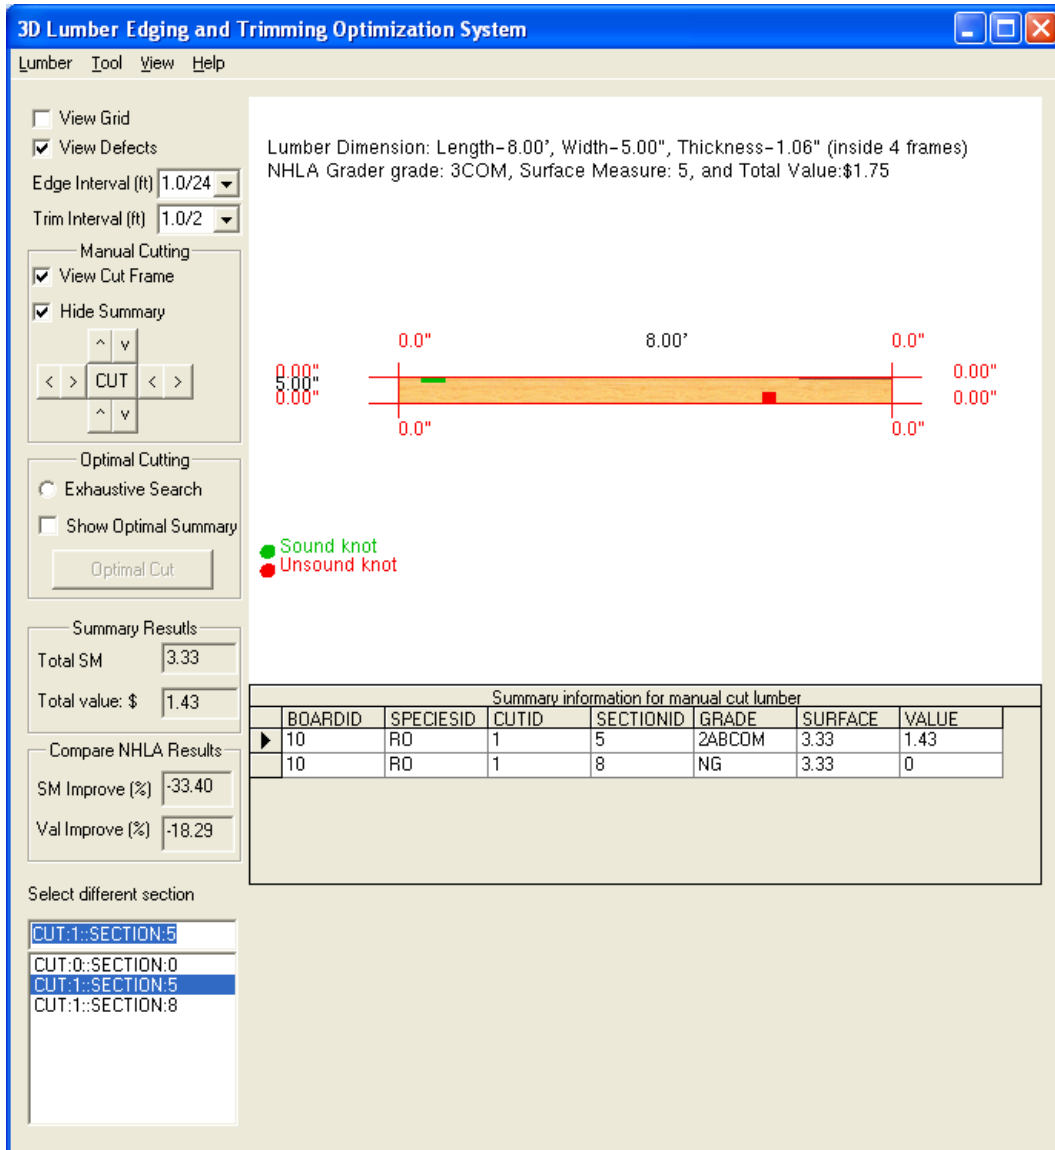 3D Lumber Edging and Trimming Optimization System
Lumber Tool View Help
View Grid
View Defects
Edge Interval (ft) 1.0/24
Trim Interval (ft) 1.0/2
Manual Cutting
View Cut Frame
Hide Summary
^ v
< > CUT < >
^ v
Optimal Cutting
Exhaustive Search
Show Optimal Summary
Optimal Cut
Summary Resutls
Total SM 3.33
Total value: $ 1.43
Compare NHLA Results
SM Improve (%) -33.40
Val Improve (%) -18.29
Select different section
CUT:1::SECTION:5
CUT:0::SECTION:0
CUT:1::SECTION:5
CUT:1::SECTION:8
Lumber Dimension: Length-8.00', Width-5.00", Thickness-1.06" (inside 4 frames)
NHLA Grader grade: 3COM, Surface Measure: 5, and Total Value:$1.75
0.0" 8.00' 0.0"
0.00" 0.00"
5.00"
0.00" 0.00"
0.0" 0.0"
Sound knot
Unsound knot
Summary information for manual cut lumber
BOARDID SPECIESID CUTID SECTIONID GRADE SURFACE VALUE
10 RO 1 5 2ABCOM 3.33 1.43
10 RO 1 8 NG 3.33 0